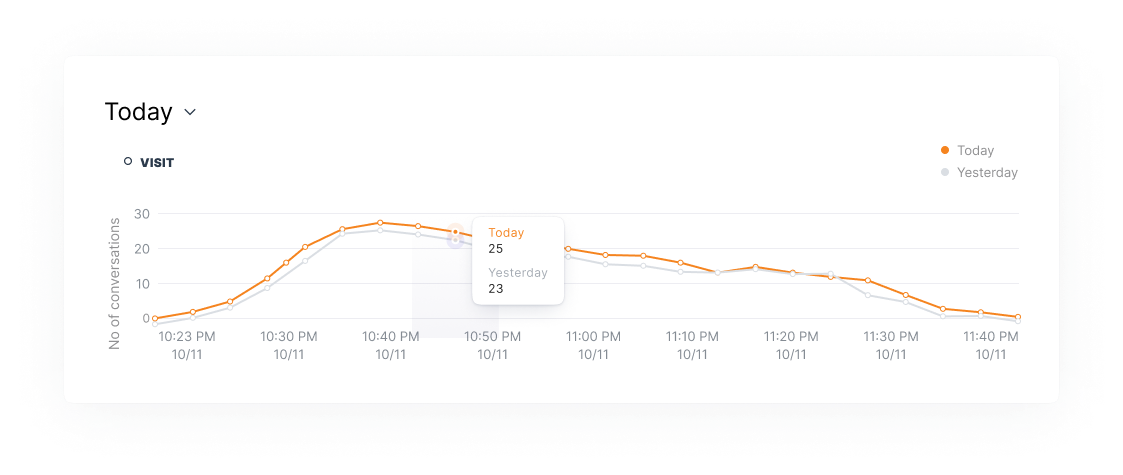 Today
VISIT
Today
Yesterday
No of conversations
30
20
10
0
Today
25
Yesterday
23
10:23 PM 10:30 PM 10:40 PM 10:50 PM 11:00 PM 11:10 PM 11:20 PM 11:30 PM 11:40 PM
10/11 10/11 10/11 10/11 10/11 10/11 10/11 10/11 10/11